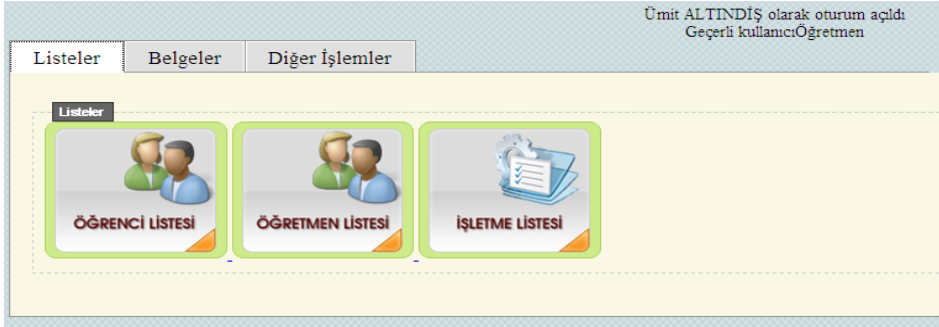 Ümit ALTINDİŞ olarak oturum açıldı
Geçerli kullanıcıÖğretmen
Listeler
Belgeler
Diğer İşlemler
Listeler
ÖĞRENCİ LİSTESİ
ÖĞRETMEN LİSTESİ
İŞLETME LİSTESİ